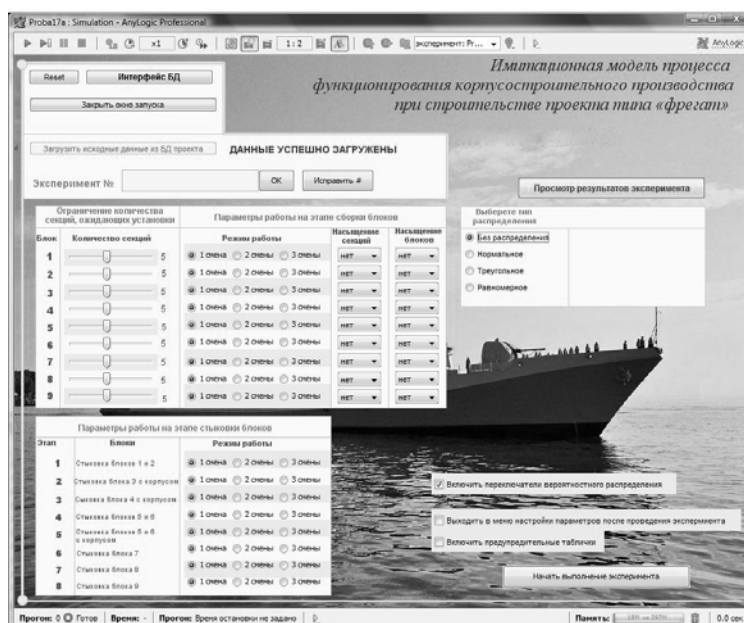 Proba17a : Simulation - AnyLogic Professional
x1 1:2 эксперимент: Pr... AnyLogic
Имитационная модель процесса
функционирования корпусостроительного производства
при строительстве проекта типа «фрегат»
Reset Интерфейс БД
Закрыть окно запуска
Загрузить исходные данные из БД проекта ДАННЫЕ УСПЕШНО ЗАГРУЖЕНЫ
Эксперимент № OK Исправить #
Просмотр результатов эксперимента
Ограничение количества
секций, ожидающих установки
Параметры работы на этапе сборки блоков
Блок Количество секций Режим работы Насыщение секций Насыщение блоков
1 5 1 смена 2 смены 3 смены нет нет
2 5 1 смена 2 смены 3 смены нет нет
3 5 1 смена 2 смены 3 смены нет нет
4 5 1 смена 2 смены 3 смены нет нет
5 5 1 смена 2 смены 3 смены нет нет
6 5 1 смена 2 смены 3 смены нет нет
7 5 1 смена 2 смены 3 смены нет нет
8 5 1 смена 2 смены 3 смены нет нет
9 5 1 смена 2 смены 3 смены нет нет
Выберете тип
распределения
Без распределения
Нормальное
Треугольное
Равномерное
Параметры работы на этапе стыковки блоков
Этап Блоки Режим работы
1 Стыковка блоков 1 и 2 1 смена 2 смены 3 смены
2 Стыковка блока 3 с корпусом 1 смена 2 смены 3 смены
3 Сыковка блока 4 с корпусом 1 смена 2 смены 3 смены
4 Стыковка блоков 5 и 6 1 смена 2 смены 3 смены
5 Стыковка блоков 5 и 6 с корпусом 1 смена 2 смены 3 смены
6 Стыковка блока 7 1 смена 2 смены 3 смены
7 Стыковка блока 8 1 смена 2 смены 3 смены
8 Стыковка блока 9 1 смена 2 смены 3 смены
Включить переключатели вероятностного распределения
Выходить в меню настройки параметров после проведения экспермиента
Включить предупредительные таблички
Начать выполнение эксперимента
Прогон: 0 Готов Время: - Прогон: Время остановки не задано Память: 0.0 сек